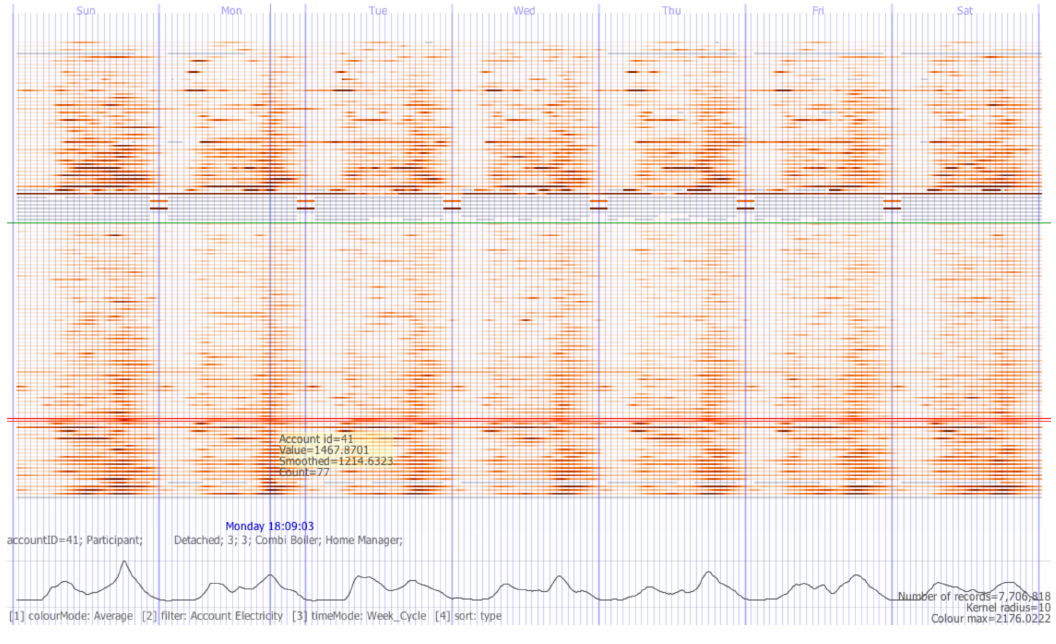 Sun Mon Tue Wed Thu Fri Sat
Account id=41
Value=1467.8701
Smoothed=1214.6323
Count=77
Monday 18:09:03
accountID=41; Participant; Detached; 3; 3; Combi Boiler; Home Manager;
Number of records=7,706,818
Kernel radius=10
[1] colourMode: Average [2] filter: Account Electricity [3] timeMode: Week_Cycle [4] sort: type
Colour max=2176.0222